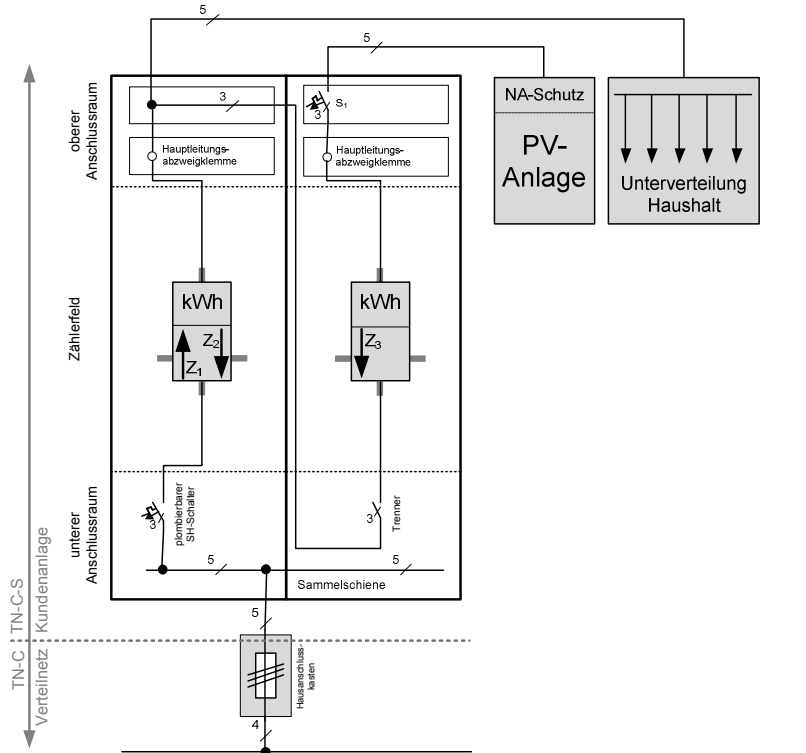 5
5
oberer
Anschlussraum
3
3
S1
Hauptleitungs-
abzweigklemme
Hauptleitungs-
abzweigklemme
NA-Schutz
PV-
Anlage
Unterverteilung
Haushalt
Zählerfeld
kWh
Z1
Z2
kWh
Z3
unterer
Anschlussraum
3
plombierbarer
SH-Schalter
3
Trenner
5
5
Sammelschiene
TN-C-S
Kundenanlage
5
TN-C
Verteilnetz
Hausanschluss-
kasten
4